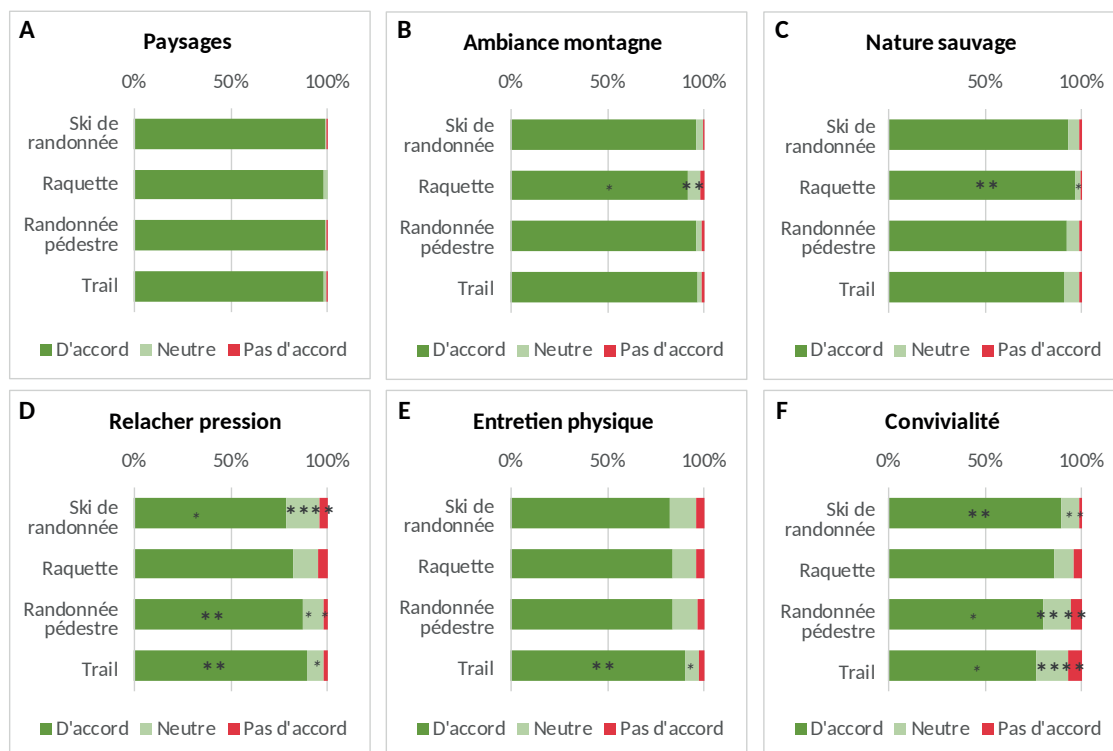 A
Paysages
0% 50% 100%
Ski de
randonnée
Raquette
Randonnée
pédestre
Trail
D'accord Neutre Pas d'accord
B
Ambiance montagne
0% 50% 100%
Ski de
randonnée
Raquette * **
Randonnée
pédestre
Trail
D'accord Neutre Pas d'accord
C
Nature sauvage
50% 100%
Ski de
randonnée
Raquette ** *
Randonnée
pédestre
Trail
D'accord Neutre Pas d'accord
D
Relacher pression
0% 50% 100%
Ski de
randonnée * ****
Raquette
Randonnée
pédestre ** * *
Trail ** *
D'accord Neutre Pas d'accord
E
Entretien physique
0% 50% 100%
Ski de
randonnée
Raquette
Randonnée
pédestre
Trail ** *
D'accord Neutre Pas d'accord
F
Convivialité
0% 50% 100%
Ski de
randonnée ** * *
Raquette
Randonnée
pédestre * ****
Trail * ****
D'accord Neutre Pas d'accord